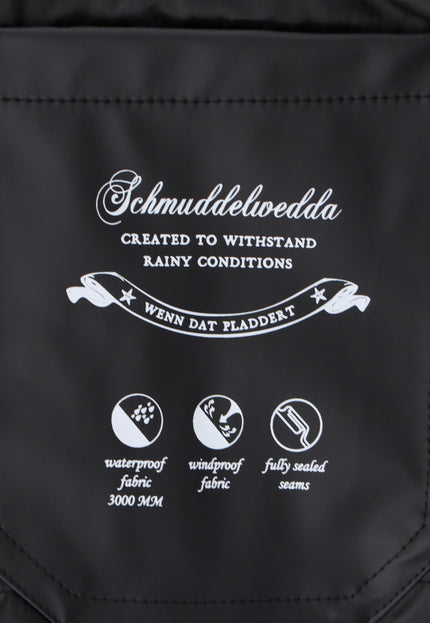 Schmuddelwedda
CREATED TO WITHSTAND
RAINY CONDITIONS
WENN DAT PLADDERT
waterproof
fabric
3000 MM
windproof
fabric
fully sealed
seams